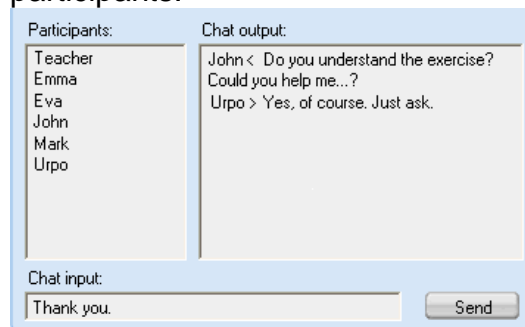 participants.
Participants:
Teacher
Emma
Eva
John
Mark
Urpo
Chat output:
John < Do you understand the exercise?
Could you help me...?
Urpo > Yes, of course. Just ask.
Chat input:
Thank you.
Send